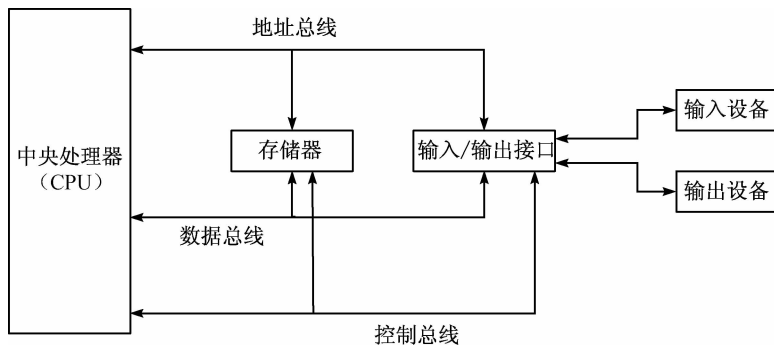 地址总线
中央处理器
（CPU）
存储器
输入/输出接口
输入设备
输出设备
数据总线
控制总线